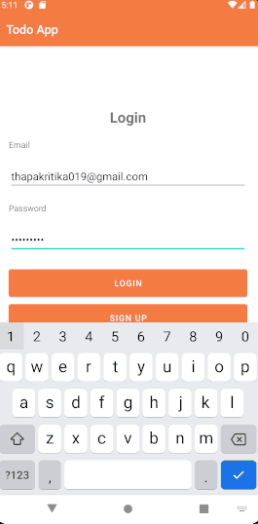 5:11
Todo App
Login
Email
thapakritika019@gmail.com
Password
•••••••••
LOGIN
SIGN UP
1 2 3 4 5 6 7 8 9 0
q w e r t y u i o p
a s d f g h j k l
z x c v b n m
?123 , .